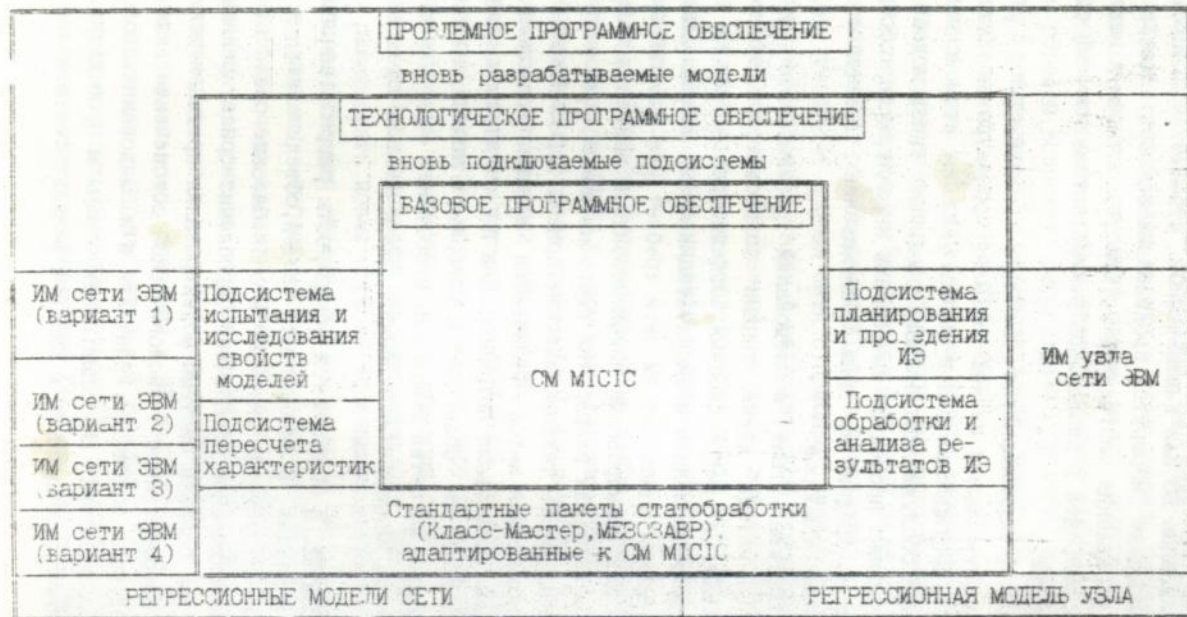 ПРОБЛЕМНОЕ ПРОГРАММНОЕ ОБЕСПЕЧЕНИЕ
вновь разрабатываемые модели
ТЕХНОЛОГИЧЕСКОЕ ПРОГРАММНОЕ ОБЕСПЕЧЕНИЕ
вновь подключаемые подсистемы
БАЗОВОЕ ПРОГРАММНОЕ ОБЕСПЕЧЕНИЕ
ИМ сети ЭВМ
(вариант 1)
ИМ сети ЭВМ
(вариант 2)
ИМ сети ЭВМ
(вариант 3)
ИМ сети ЭВМ
(вариант 4)
Подсистема
испытания и
исследования
свойств
моделей
Подсистема
пересчета
характеристик
СМ MICIC
Подсистема
планирования
и проведения
ИЭ
Подсистема
обработки и
анализа ре-
зультатов ИЭ
ИМ узла
сети ЭВМ
Стандартные пакеты статобработки
(Класс-Мастер,МЕЗОЗАВР),
адаптированные к СМ MICIC
РЕГРЕССИОННЫЕ МОДЕЛИ СЕТИ
РЕГРЕССИОННАЯ МОДЕЛЬ УЗЛА